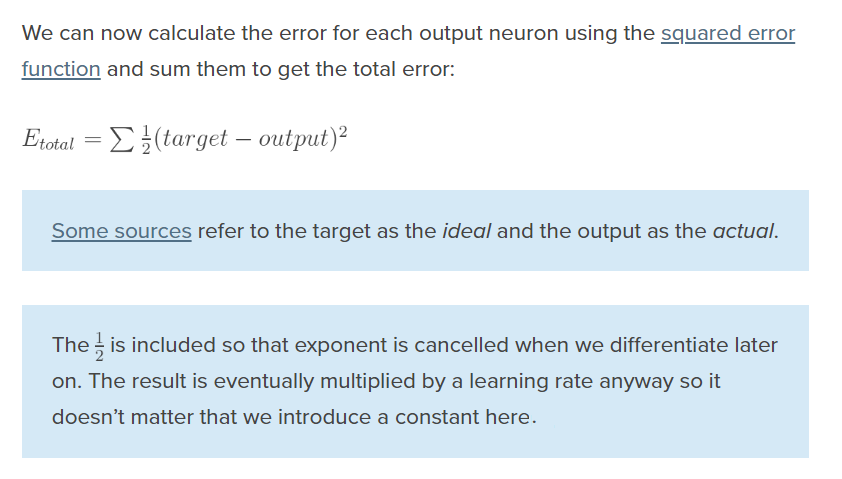 We can now calculate the error for each output neuron using the squared error
function and sum them to get the total error:
E_{total} = ∑ ½(target − output)²
Some sources refer to the target as the ideal and the output as the actual.
The ½ is included so that exponent is cancelled when we differentiate later
on. The result is eventually multiplied by a learning rate anyway so it
doesn’t matter that we introduce a constant here.